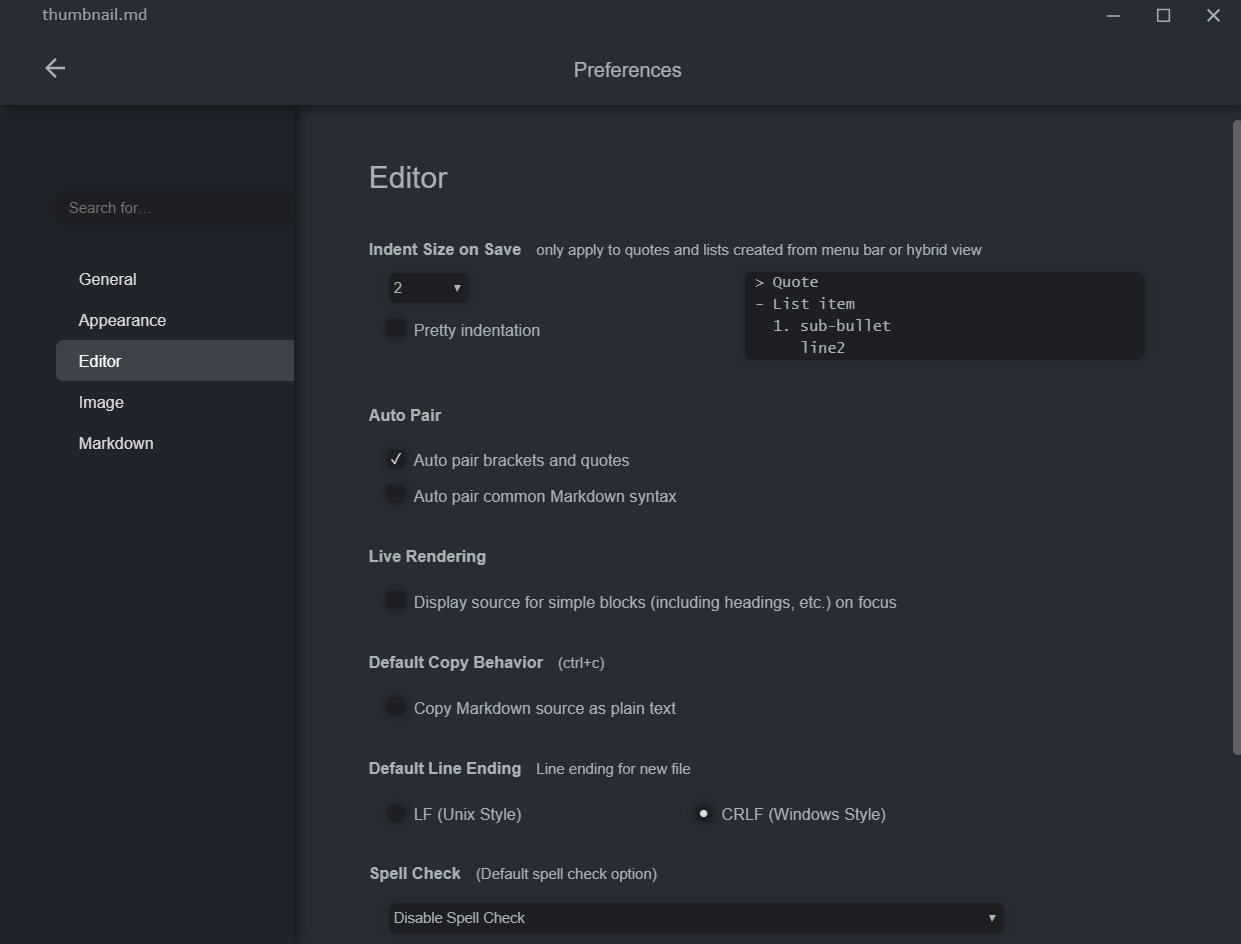 thumbnail.md
Preferences
Search for...
General
Appearance
Editor
Image
Markdown
Editor
Indent Size on Save only apply to quotes and lists created from menu bar or hybrid view
2
Pretty indentation
> Quote
- List item
1. sub-bullet
line2
Auto Pair
Auto pair brackets and quotes
Auto pair common Markdown syntax
Live Rendering
Display source for simple blocks (including headings, etc.) on focus
Default Copy Behavior (ctrl+c)
Copy Markdown source as plain text
Default Line Ending Line ending for new file
LF (Unix Style) CRLF (Windows Style)
Spell Check (Default spell check option)
Disable Spell Check